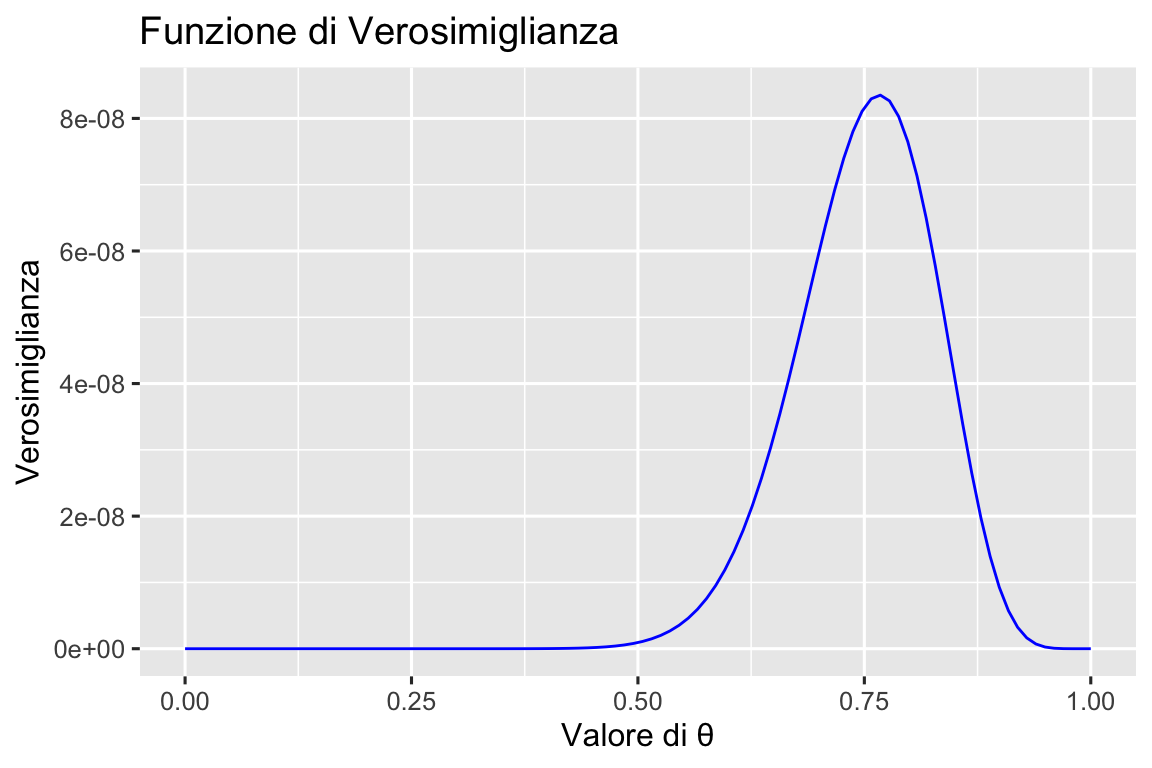 Funzione di Verosimiglianza
Verosimiglianza
8e-08
6e-08
4e-08
2e-08
0e+00
0.00 0.25 0.50 0.75 1.00
Valore di θ